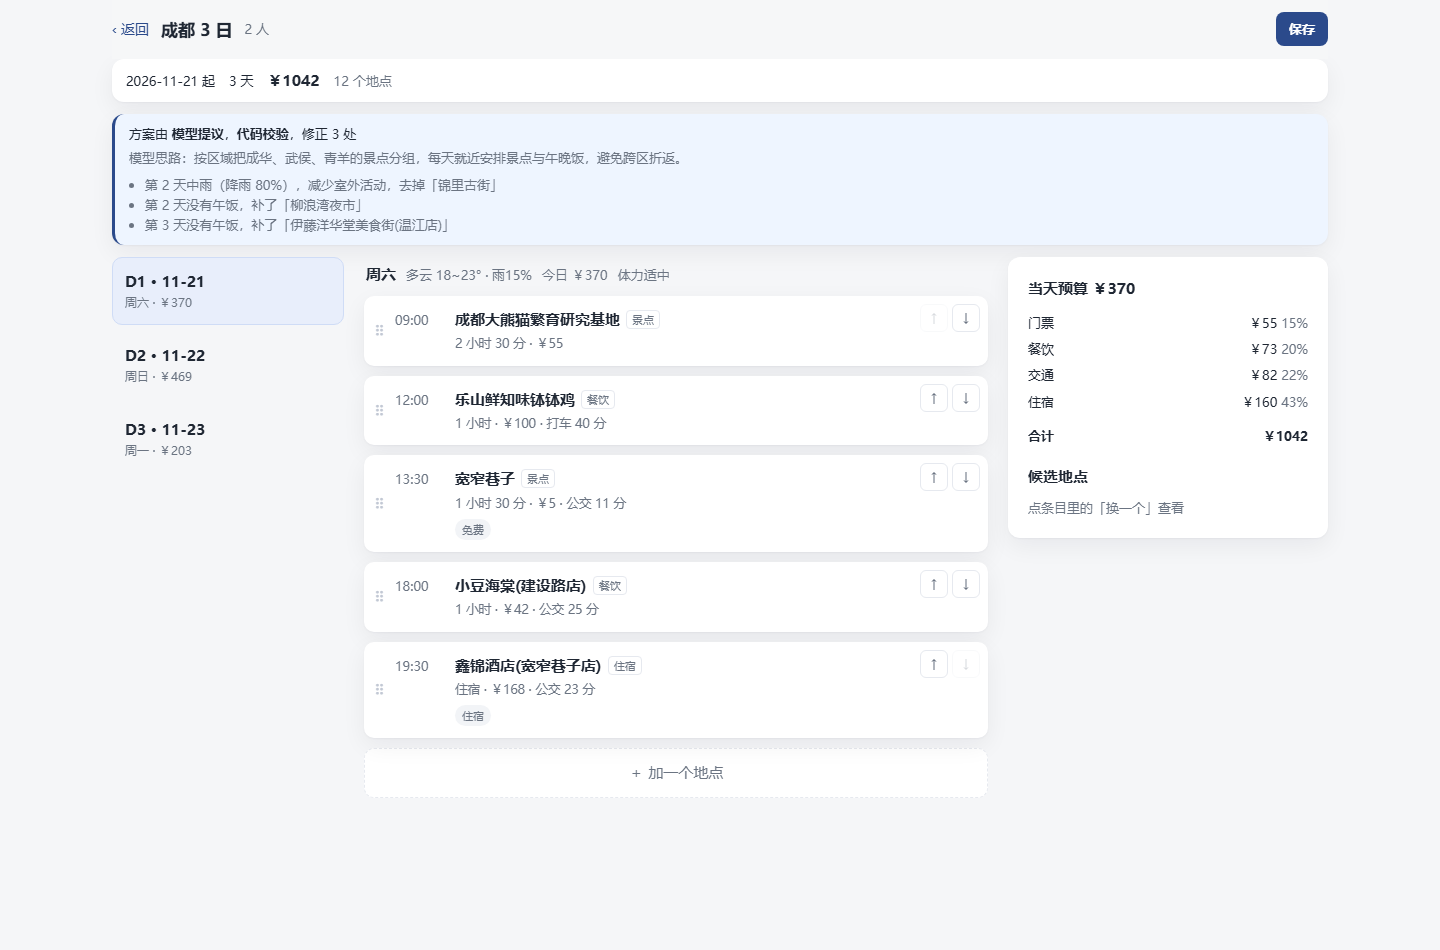 ‹ 返回 成都 3 日 2 人
保存
2026-11-21 起 3 天 ¥1042 12 个地点
方案由 模型提议，代码校验，修正 3 处
模型思路：按区域把成华、武侯、青羊的景点分组，每天就近安排景点与午晚饭，避免跨区折返。
• 第 2 天中雨（降雨 80%），减少室外活动，去掉「锦里古街」
• 第 2 天没有午饭，补了「柳浪湾夜市」
• 第 3 天没有午饭，补了「伊藤洋华堂美食街(温江店)」
D1 • 11-21
周六 · ¥370
D2 • 11-22
周日 · ¥469
D3 • 11-23
周一 · ¥203
周六 多云 18~23° · 雨15% 今日 ¥370 体力适中
09:00 成都大熊猫繁育研究基地 景点 ↑ ↓
2 小时 30 分 · ¥55
12:00 乐山鲜知味钵钵鸡 餐饮 ↑ ↓
1 小时 · ¥100 · 打车 40 分
13:30 宽窄巷子 景点 ↑ ↓
1 小时 30 分 · ¥5 · 公交 11 分
免费
18:00 小豆海棠(建设路店) 餐饮 ↑ ↓
1 小时 · ¥42 · 公交 25 分
19:30 鑫锦酒店(宽窄巷子店) 住宿 ↑ ↓
住宿 · ¥168 · 公交 23 分
住宿
+ 加一个地点
当天预算 ¥370
门票 ¥55 15%
餐饮 ¥73 20%
交通 ¥82 22%
住宿 ¥160 43%
合计 ¥1042
候选地点
点条目里的「换一个」查看